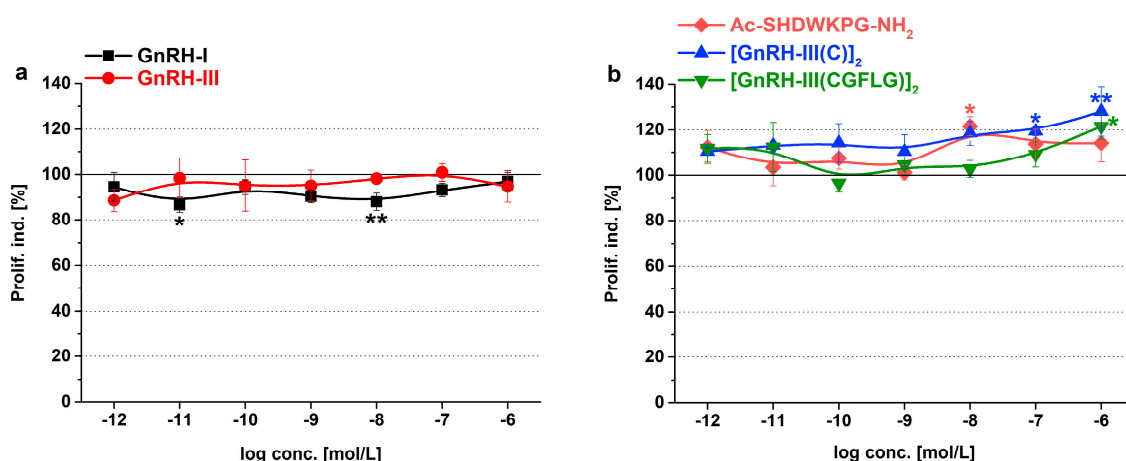 a
GnRH-I
GnRH-III
Prolif. ind. [%]
140
120
100
80
60
40
20
0
*
**
-12 -11 -10 -9 -8 -7 -6
log conc. [mol/L]
b
Ac-SHDWKPG-NH₂
[GnRH-III(C)]₂
[GnRH-III(CGFLG)]₂
Prolif. ind. [%]
140
120
100
80
60
40
20
0
*
*
**
*
-12 -11 -10 -9 -8 -7 -6
log conc. [mol/L]